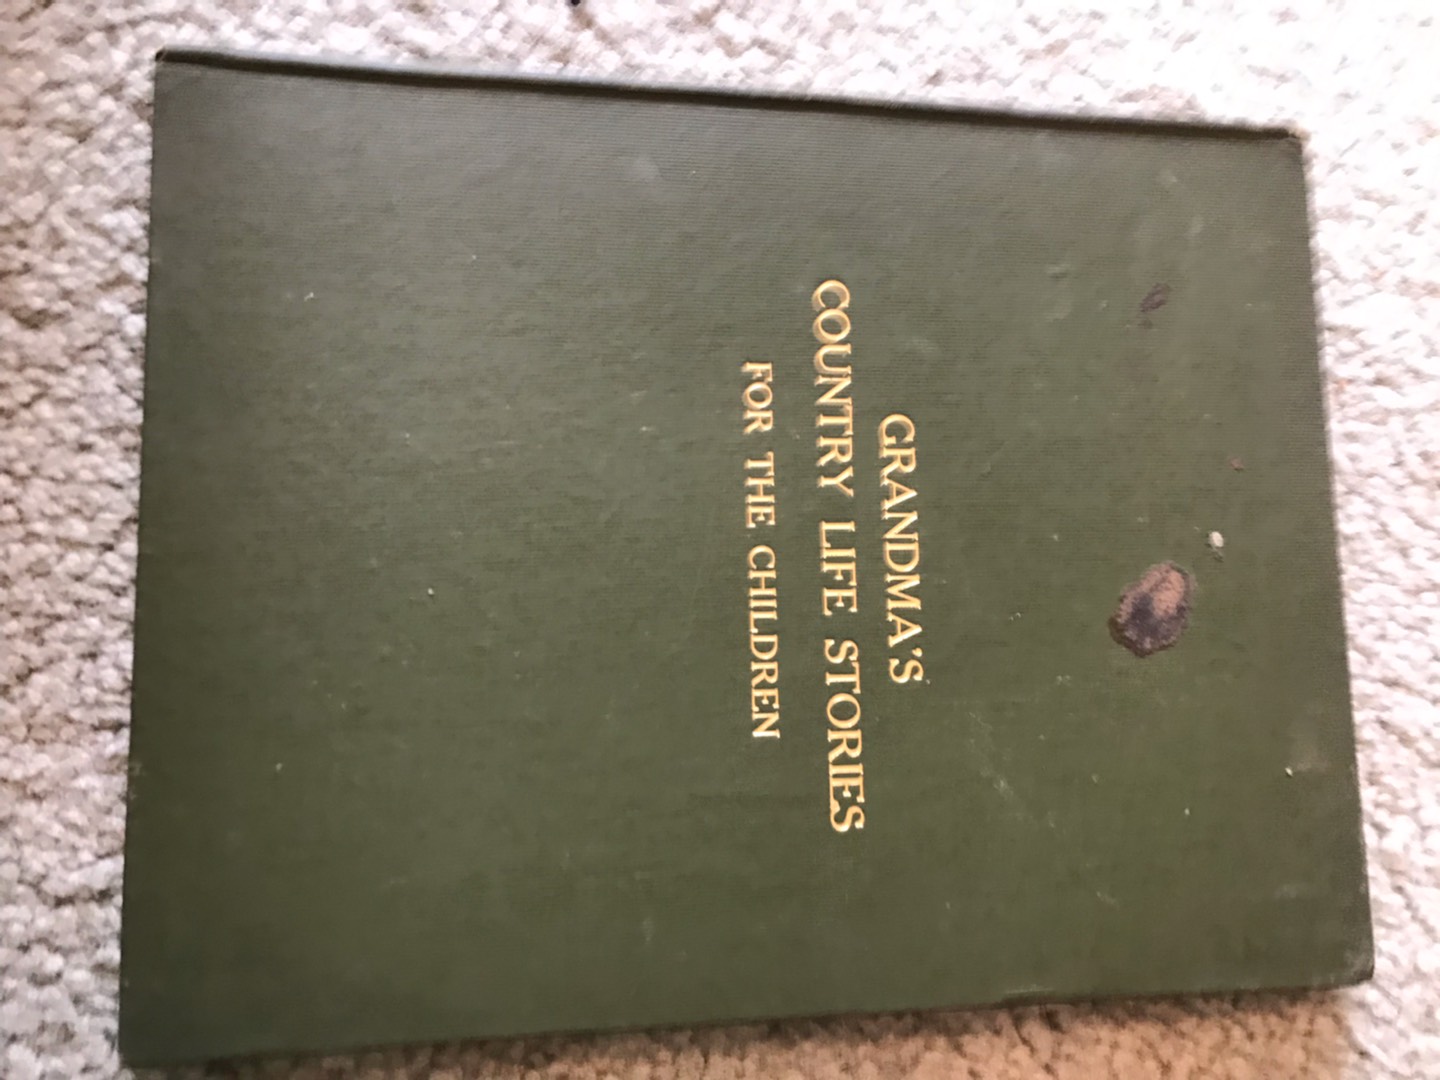 GRANDMA'S
COUNTRY LIFE STORIES
FOR THE CHILDREN